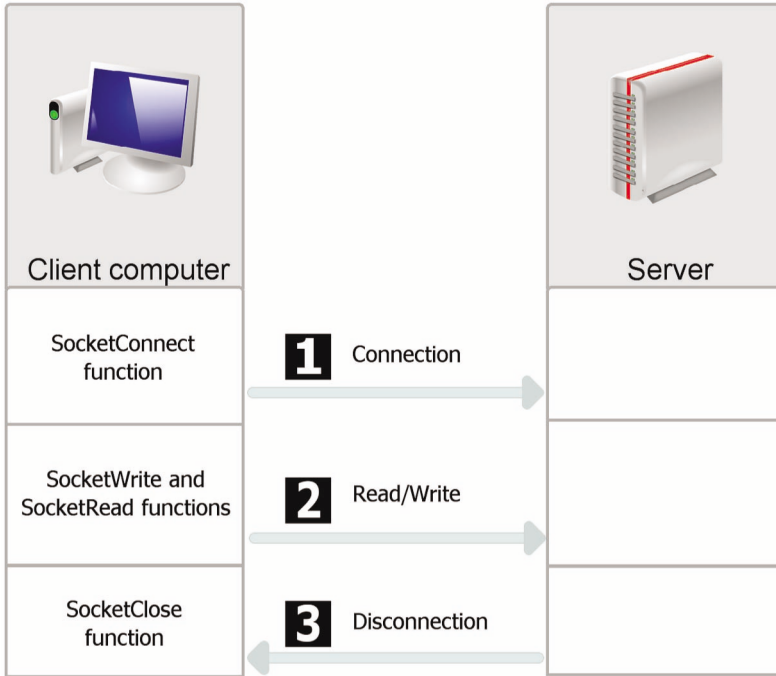 Client computer
Server
SocketConnect
function
1 Connection
SocketWrite and
SocketRead functions
2 Read/Write
SocketClose
function
3 Disconnection